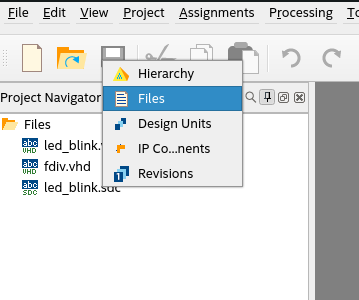 File Edit View Project Assignments Processing To
Project Navigator
Hierarchy
Files
Design Units
IP Co...nents
Revisions
Files
abc VHD led_blink.
abc VHD fdiv.vhd
abc SDC led_blink.sdc